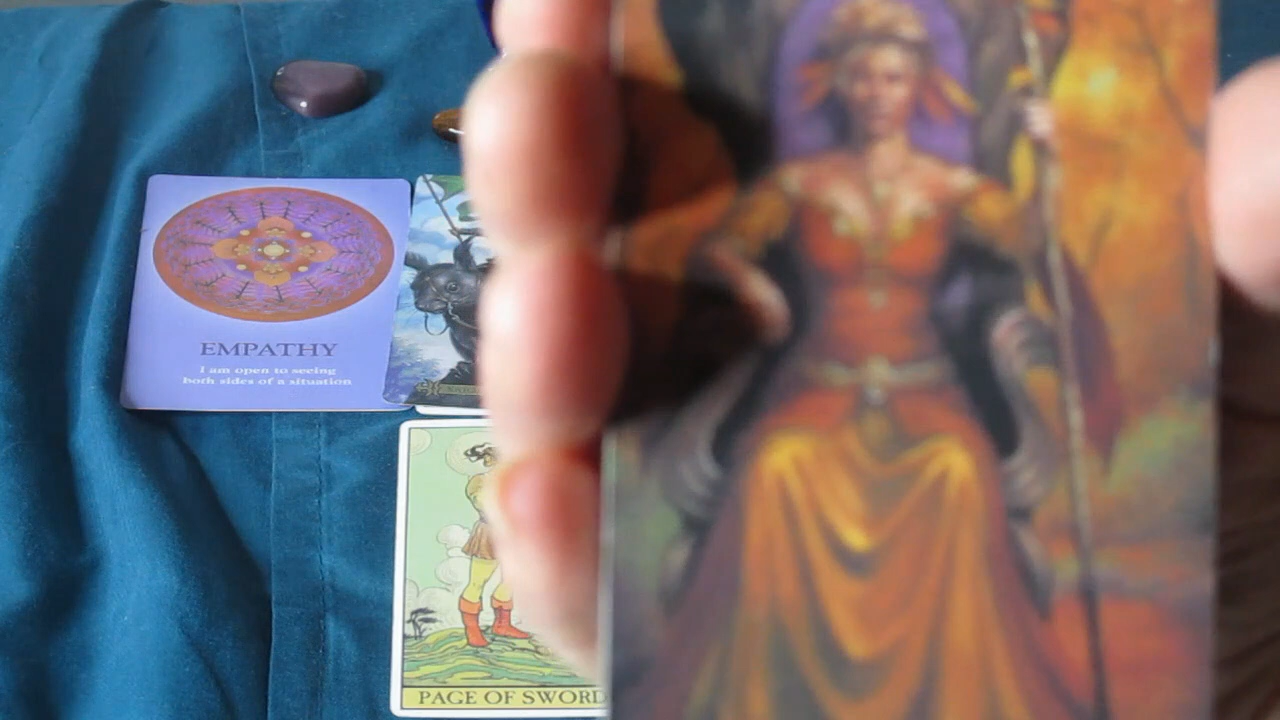 EMPATHY
I am open to seeing
both sides of a situation
PAGE OF SWORD